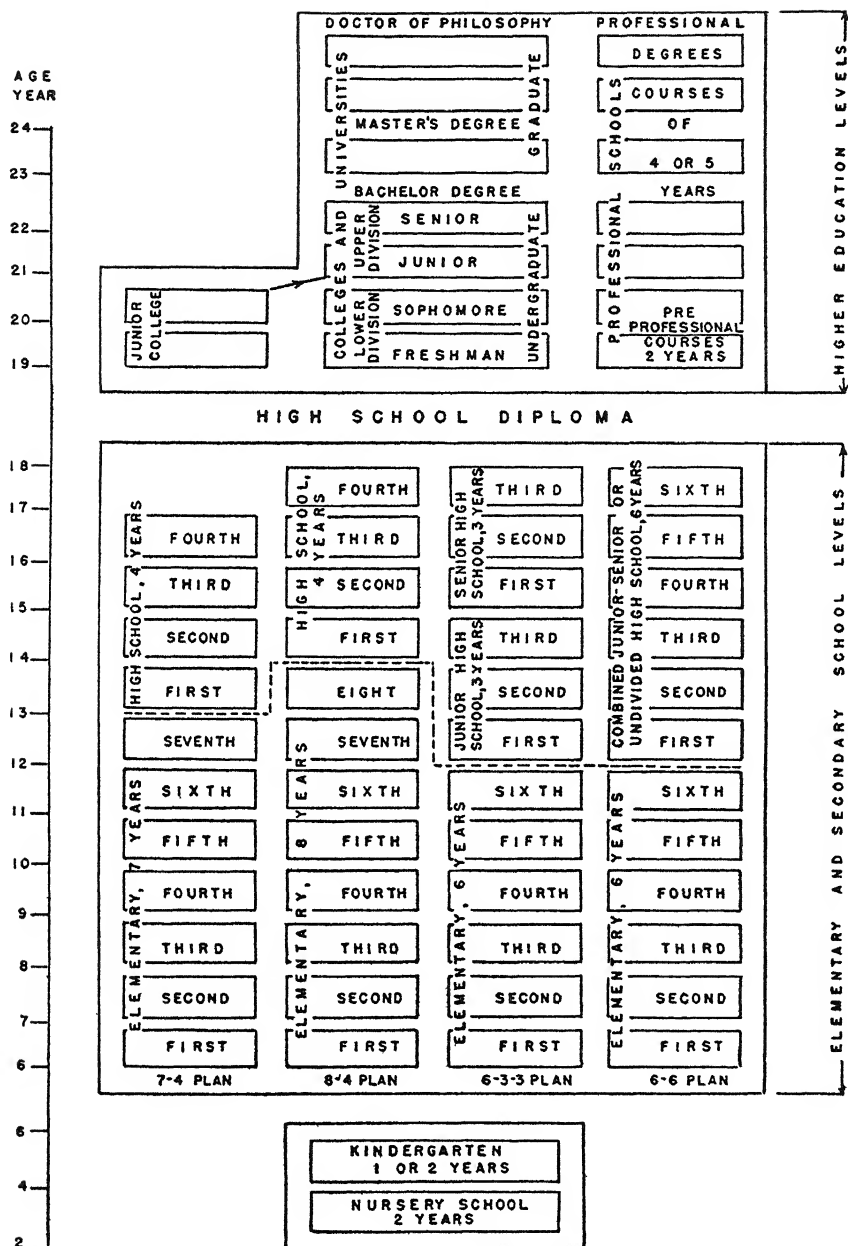 AGE
YEAR
24
23
22
21
20
19
18
17
16
15
14
13
12
11
10
9
8
7
6
6
4
2
DOCTOR OF PHILOSOPHY
MASTER'S DEGREE
BACHELOR DEGREE
SENIOR
JUNIOR
SOPHOMORE
FRESHMAN
COLLEGES AND UNIVERSITIES
UPPER
DIVISION
LOWER
DIVISION
GRADUATE
UNDERGRADUATE
PROFESSIONAL
DEGREES
COURSES
OF
4 OR 5
YEARS
PRE
PROFESSIONAL
COURSES
2 YEARS
PROFESSIONAL SCHOOLS
JUNIOR
COLLEGE
HIGHER EDUCATION LEVELS
HIGH SCHOOL DIPLOMA
HIGH SCHOOL, 4 YEARS
FOURTH
THIRD
SECOND
FIRST
ELEMENTARY, 7 YEARS
SEVENTH
SIXTH
FIFTH
FOURTH
THIRD
SECOND
FIRST
7-4 PLAN
HIGH SCHOOL,
4 YEARS
FOURTH
THIRD
SECOND
FIRST
ELEMENTARY, 8 YEARS
EIGHT
SEVENTH
SIXTH
FIFTH
FOURTH
THIRD
SECOND
FIRST
8-4 PLAN
SENIOR HIGH
SCHOOL, 3 YEARS
THIRD
SECOND
FIRST
JUNIOR HIGH
SCHOOL, 3 YEARS
THIRD
SECOND
FIRST
ELEMENTARY, 6 YEARS
SIXTH
FIFTH
FOURTH
THIRD
SECOND
FIRST
6-3-3 PLAN
COMBINED JUNIOR-SENIOR OR
UNDIVIDED HIGH SCHOOL, 6 YEARS
SIXTH
FIFTH
FOURTH
THIRD
SECOND
FIRST
ELEMENTARY, 6 YEARS
SIXTH
FIFTH
FOURTH
THIRD
SECOND
FIRST
6-6 PLAN
ELEMENTARY AND SECONDARY SCHOOL LEVELS
KINDERGARTEN
1 OR 2 YEARS
NURSERY SCHOOL
2 YEARS